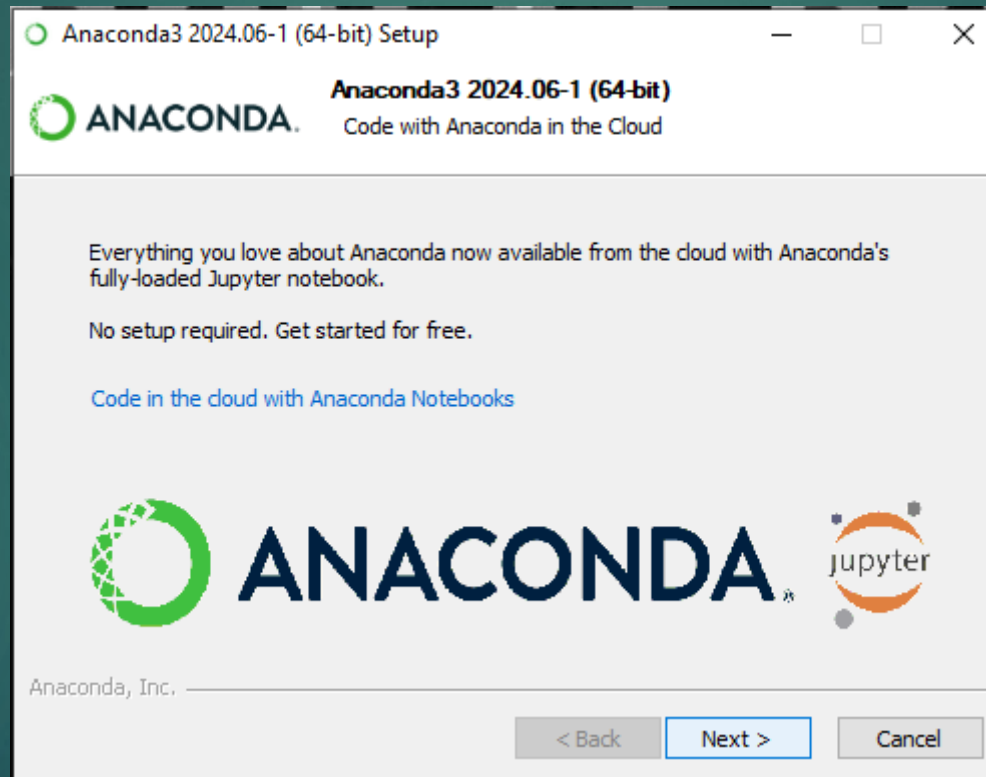 Anaconda3 2024.06-1 (64-bit) Setup
ANACONDA.
Anaconda3 2024.06-1 (64-bit)
Code with Anaconda in the Cloud
Everything you love about Anaconda now available from the cloud with Anaconda's
fully-loaded Jupyter notebook.
No setup required. Get started for free.
Code in the cloud with Anaconda Notebooks
ANACONDA.®
jupyter
Anaconda, Inc.
< Back
Next >
Cancel